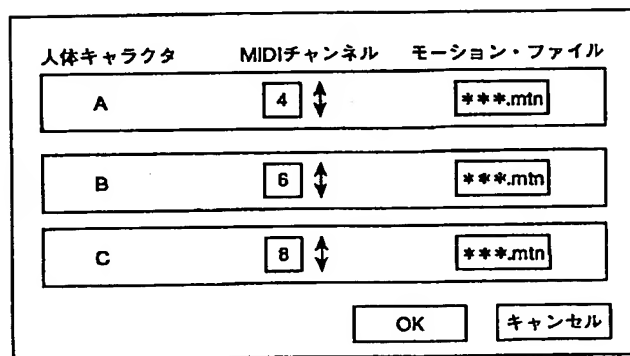 人体キャラクタ MIDIチャンネル モーション・ファイル
A 4 ***.mtn
B 6 ***.mtn
C 8 ***.mtn
OK キャンセル